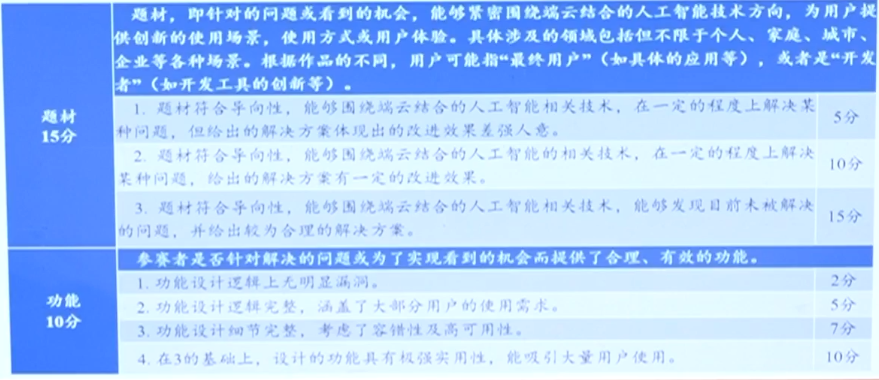 题材，即针对的问题或看到的机会，能够紧密围绕端云结合的人工智能技术方向，为用户提
供创新的使用场景，使用方式或用户体验。具体涉及的领域包括但不限于个人、家庭、城市、
企业等各种场景。根据作品的不同，用户可能指“最终用户”（如具体的应用等），或者是“开发
者”（如开发工具的创新等）。
题材
15分
1. 题材符合导向性，能够围绕端云结合的人工智能相关技术，在一定的程度上解决某
种问题，但给出的解决方案体现出的改进效果差强人意。
5分
2. 题材符合导向性，能够围绕端云结合的人工智能的相关技术，在一定的程度上解决
某种问题，给出的解决方案有一定的改进效果。
10分
3. 题材符合导向性，能够围绕端云结合的人工智能相关技术，能够发现目前未被解决
的问题，并给出较为合理的解决方案。
15分
参赛者是否针对解决的问题或为了实现看到的机会而提供了合理、有效的功能。
功能
10分
1. 功能设计逻辑上无明显漏洞。
2分
2. 功能设计逻辑完整，涵盖了大部分用户的使用需求。
5分
3. 功能设计细节完整，考虑了容错性及高可用性。
7分
4. 在3的基础上，设计的功能具有极强实用性，能吸引大量用户使用。
10分